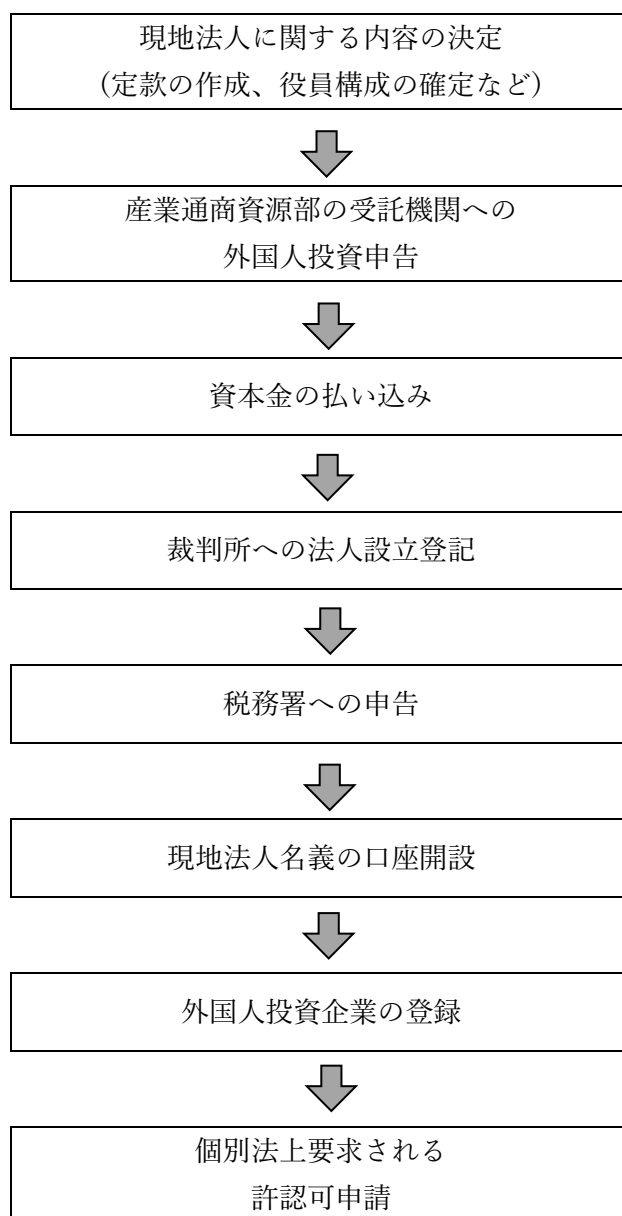 現地法人に関する内容の決定
(定款の作成、役員構成の確定など)
産業通商資源部の受託機関への
外国人投資申告
資本金の払い込み
裁判所への法人設立登記
税務署への申告
現地法人名義の口座開設
外国人投資企業の登録
個別法上要求される
許認可申請